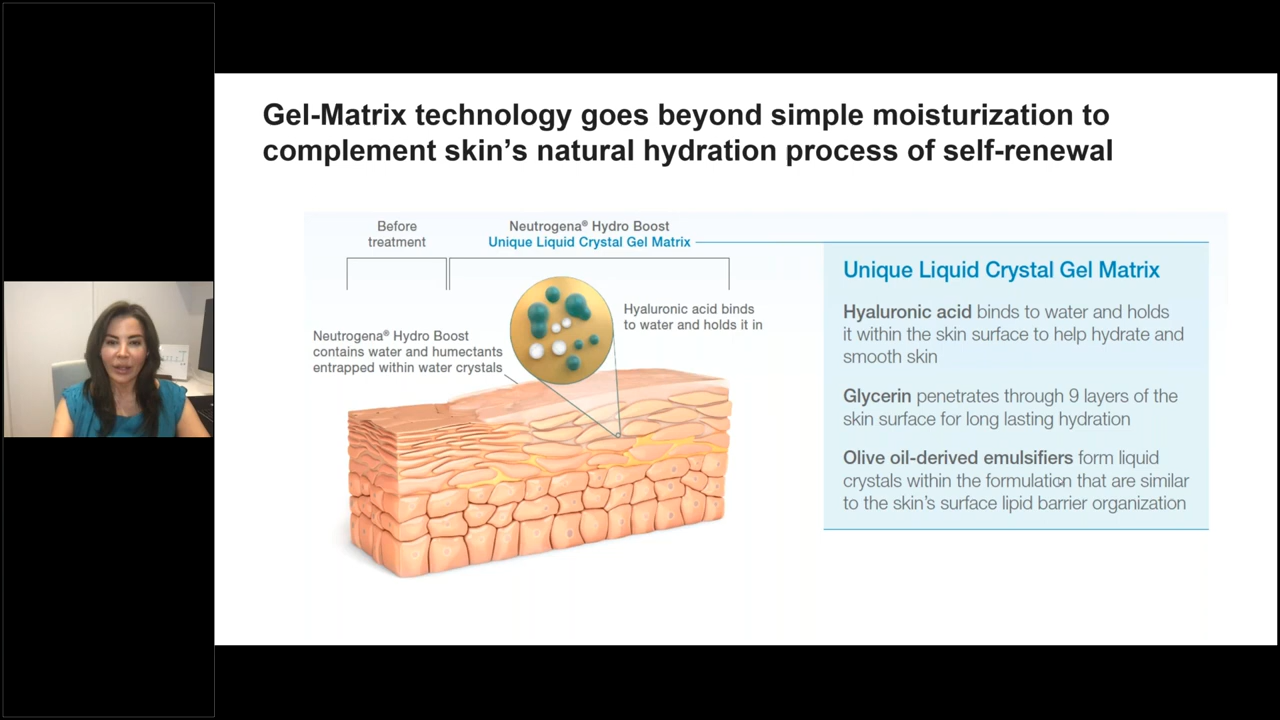 Gel-Matrix technology goes beyond simple moisturization to
complement skin's natural hydration process of self-renewal
Before
treatment
Neutrogena® Hydro Boost
Unique Liquid Crystal Gel Matrix
Hyaluronic acid binds
to water and holds it in
Neutrogena® Hydro Boost
contains water and humectants
entrapped within water crystals
Unique Liquid Crystal Gel Matrix
Hyaluronic acid binds to water and holds
it within the skin surface to help hydrate and
smooth skin
Glycerin penetrates through 9 layers of the
skin surface for long lasting hydration
Olive oil-derived emulsifiers form liquid
crystals within the formulation that are similar
to the skin's surface lipid barrier organization